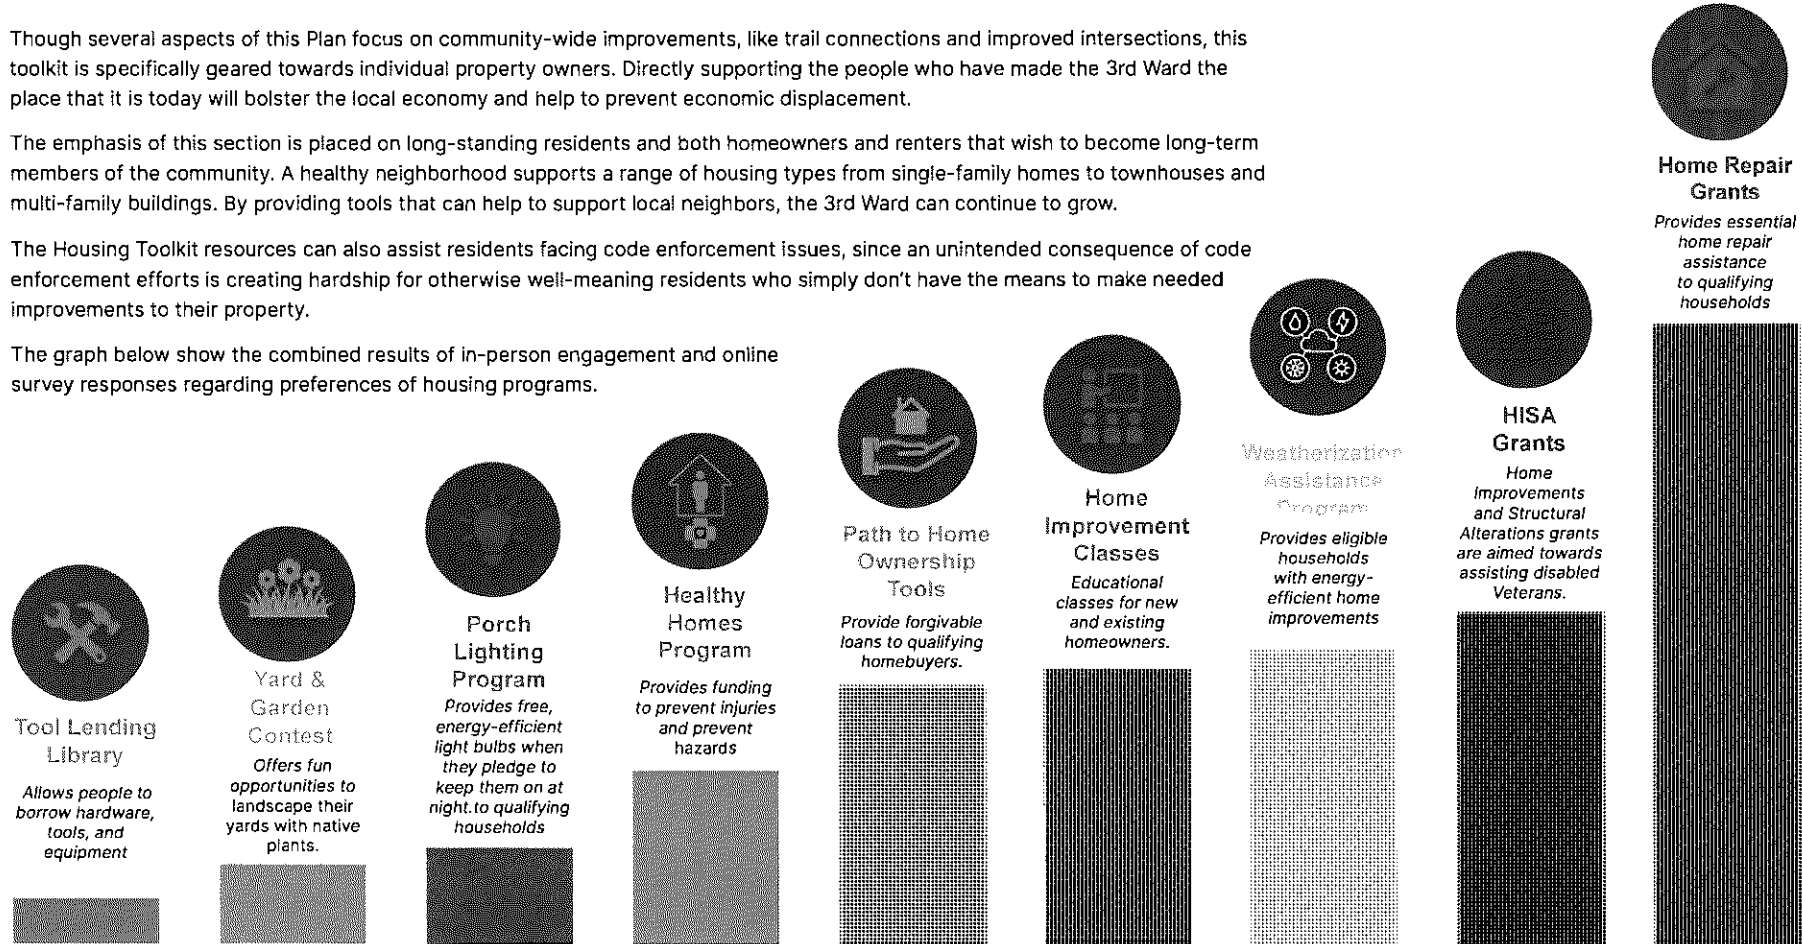 Though several aspects of this Plan focus on community-wide improvements, like trail connections and improved intersections, this
toolkit is specifically geared towards individual property owners. Directly supporting the people who have made the 3rd Ward the
place that it is today will bolster the local economy and help to prevent economic displacement.
The emphasis of this section is placed on long-standing residents and both homeowners and renters that wish to become long-term
members of the community. A healthy neighborhood supports a range of housing types from single-family homes to townhouses and
multi-family buildings. By providing tools that can help to support local neighbors, the 3rd Ward can continue to grow.
The Housing Toolkit resources can also assist residents facing code enforcement issues, since an unintended consequence of code
enforcement efforts is creating hardship for otherwise well-meaning residents who simply don't have the means to make needed
improvements to their property.
The graph below show the combined results of in-person engagement and online
survey responses regarding preferences of housing programs.
Tool Lending
Library
Allows people to
borrow hardware,
tools, and
equipment
Yard &
Garden
Contest
Offers fun
opportunities to
landscape their
yards with native
plants.
Porch
Lighting
Program
Provides free,
energy-efficient
light bulbs when
they pledge to
keep them on at
night.to qualifying
households
Healthy
Homes
Program
Provides funding
to prevent injuries
and prevent
hazards
Path to Home
Ownership
Tools
Provide forgivable
loans to qualifying
homebuyers.
Home
Improvement
Classes
Educational
classes for new
and existing
homeowners.
Weatherization
Assistance
Program
Provides eligible
households
with energy-
efficient home
improvements
HISA
Grants
Home
Improvements
and Structural
Alterations grants
are aimed towards
assisting disabled
Veterans.
Home Repair
Grants
Provides essential
home repair
assistance
to qualifying
households